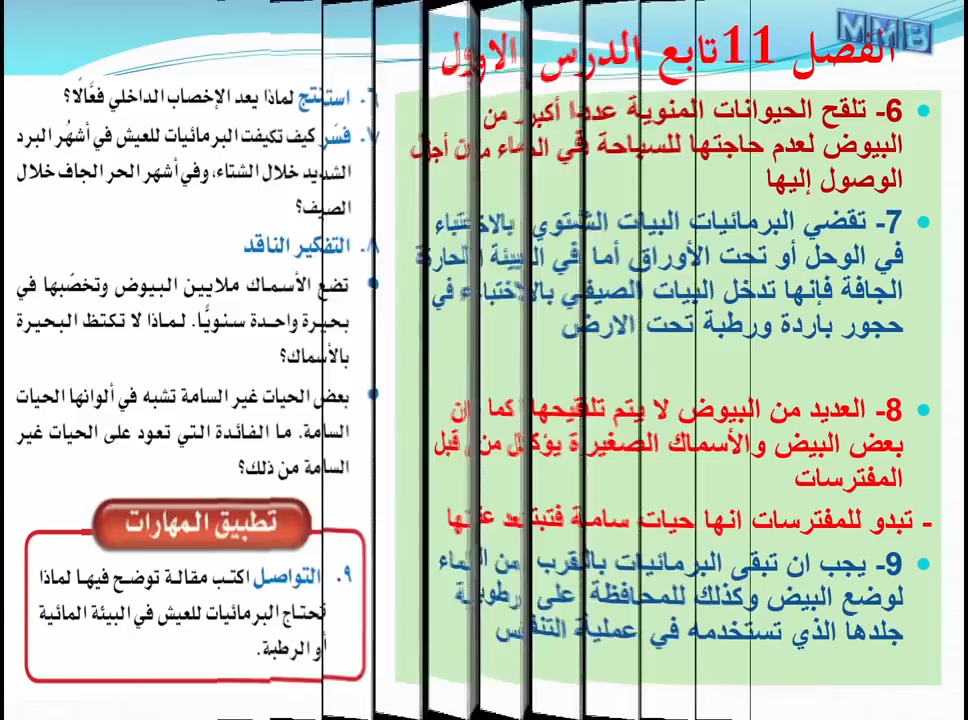 MMB
الفصل 11 تابع الدرس الاول
6- تلقح الحيوانات المنوية عددا أكبر من
البيوض لعدم حاجتها للسباحة في الماء من أجل
الوصول إليها
7- تقضي البرمائيات البيات الشتوي بالاختباء
في الوحل أو تحت الأوراق أما في البيئة الحارة
الجافة فإنها تدخل البيات الصيفي بالاختباء في
حجور باردة ورطبة تحت الارض
8- العديد من البيوض لا يتم تلقيحها كما ان
بعض البيض والأسماك الصغيرة يؤكل من قبل
المفترسات
- تبدو للمفترسات انها حيات سامة فتبتعد عنها
9- يجب ان تبقى البرمائيات بالقرب من الماء
لوضع البيض وكذلك للمحافظة على رطوبة
جلدها الذي تستخدمه في عملية التنفس
٦. استنتج لماذا يعد الإخصاب الداخلي فعَّالًا؟
٧. فسّر كيف تكيفت البرمائيات للعيش في أشهُر البرد
الشديد خلال الشتاء، وفي أشهر الحر الجاف خلال
الصيف؟
٨. التفكير الناقد
• تضع الأسماك ملايين البيوض وتخصّبها في
بحيرة واحدة سنويًّا. لماذا لا تكتظ البحيرة
بالأسماك؟
• بعض الحيات غير السامة تشبه في ألوانها الحيات
السامة. ما الفائدة التي تعود على الحيات غير
السامة من ذلك؟
تطبيق المهارات
٩. التواصل اكتب مقالة توضح فيها لماذا
تحتاج البرمائيات للعيش في البيئة المائية
أو الرطبة.